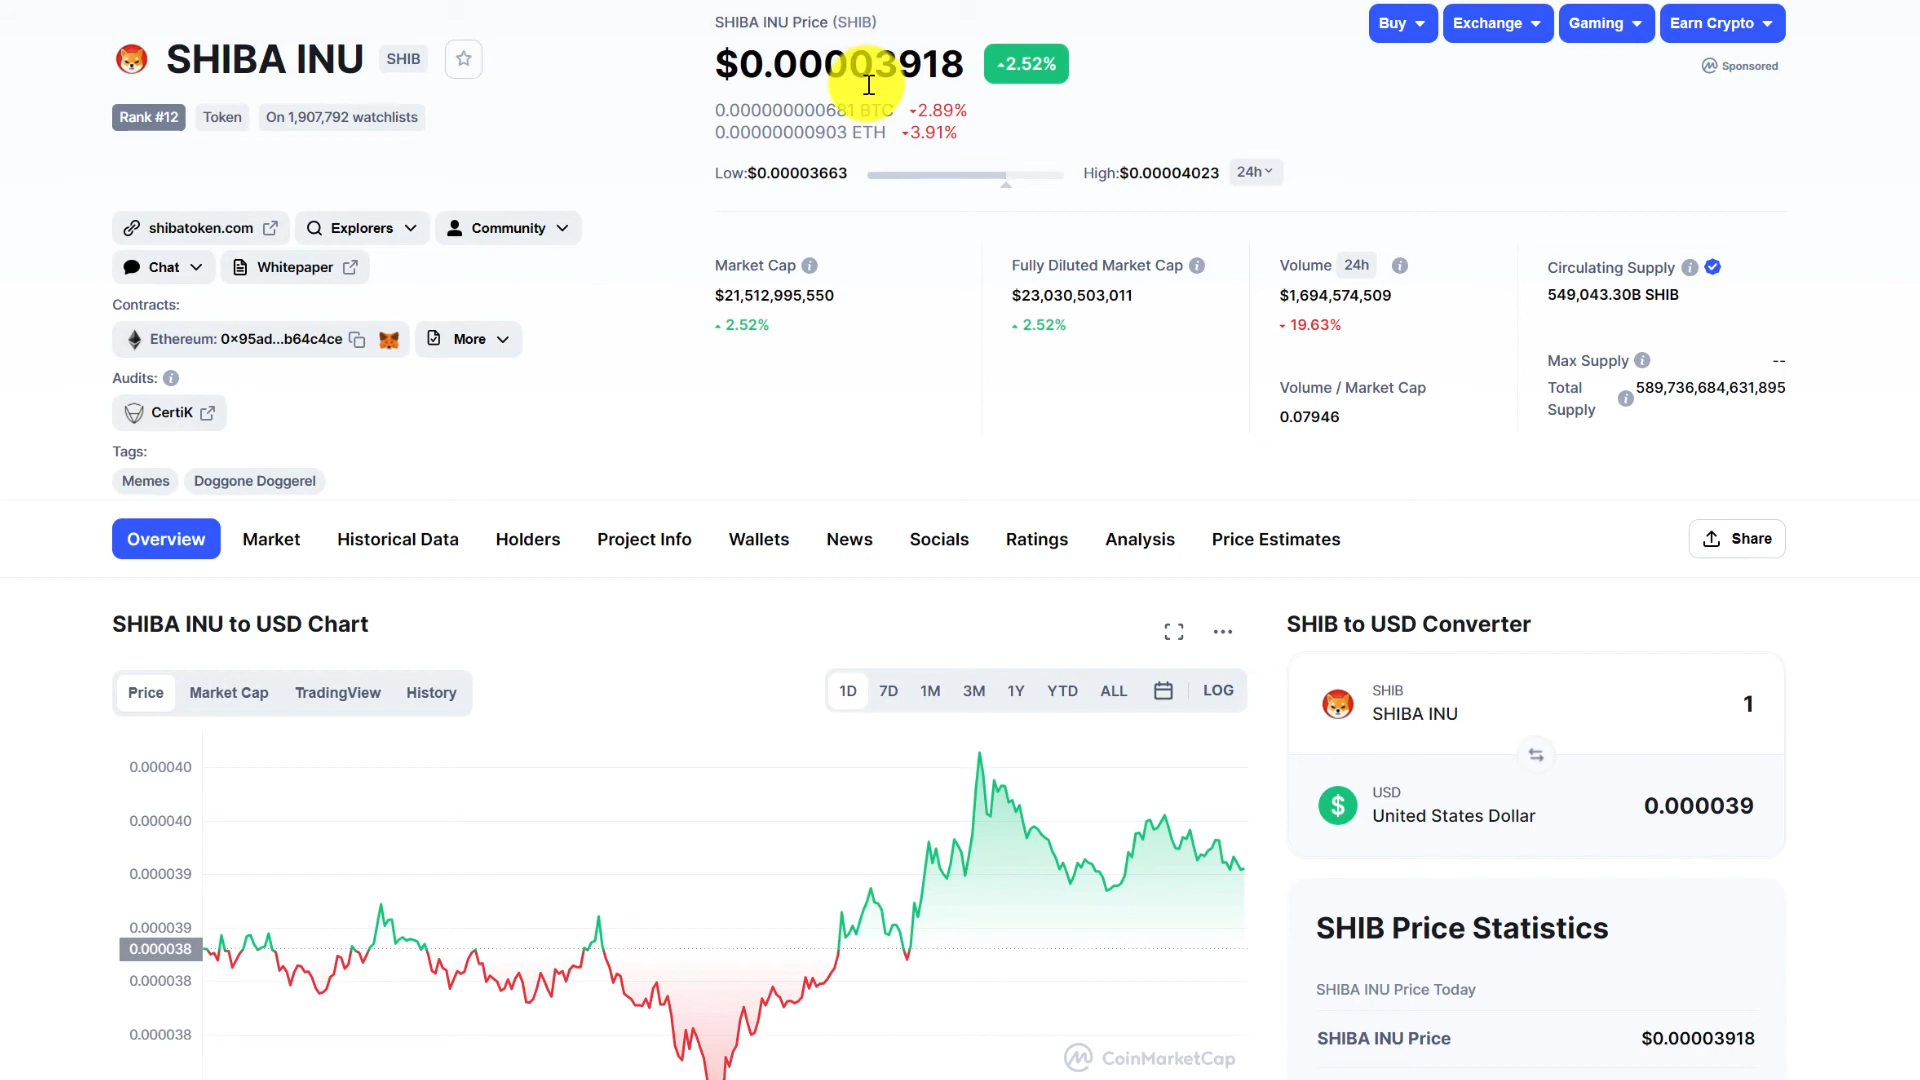 SHIBA INU SHIB
Rank #12 Token On 1,907,792 watchlists
shibatoken.com Explorers Community
Chat Whitepaper
Contracts:
Ethereum: 0x95ad...b64c4ce More
Audits:
CertiK
Tags:
Memes Doggone Doggerel
SHIBA INU Price (SHIB)
$0.00003918 2.52%
0.000000000681 BTC 2.89%
0.00000000903 ETH 3.91%
Low:$0.00003663 High:$0.00004023 24h
Buy Exchange Gaming Earn Crypto
Sponsored
Market Cap
$21,512,995,550
2.52%
Fully Diluted Market Cap
$23,030,503,011
2.52%
Volume 24h
$1,694,574,509
19.63%
Volume / Market Cap
0.07946
Circulating Supply
549,043.30B SHIB
Max Supply --
Total Supply 589,736,684,631,895
Overview Market Historical Data Holders Project Info Wallets News Socials Ratings Analysis Price Estimates Share
SHIBA INU to USD Chart
Price Market Cap TradingView History
1D 7D 1M 3M 1Y YTD ALL LOG
0.000040
0.000040
0.000039
0.000039
0.000038
0.000038
0.000038
CoinMarketCap
SHIB to USD Converter
SHIB
SHIBA INU 1
USD
United States Dollar 0.000039
SHIB Price Statistics
SHIBA INU Price Today
SHIBA INU Price $0.00003918